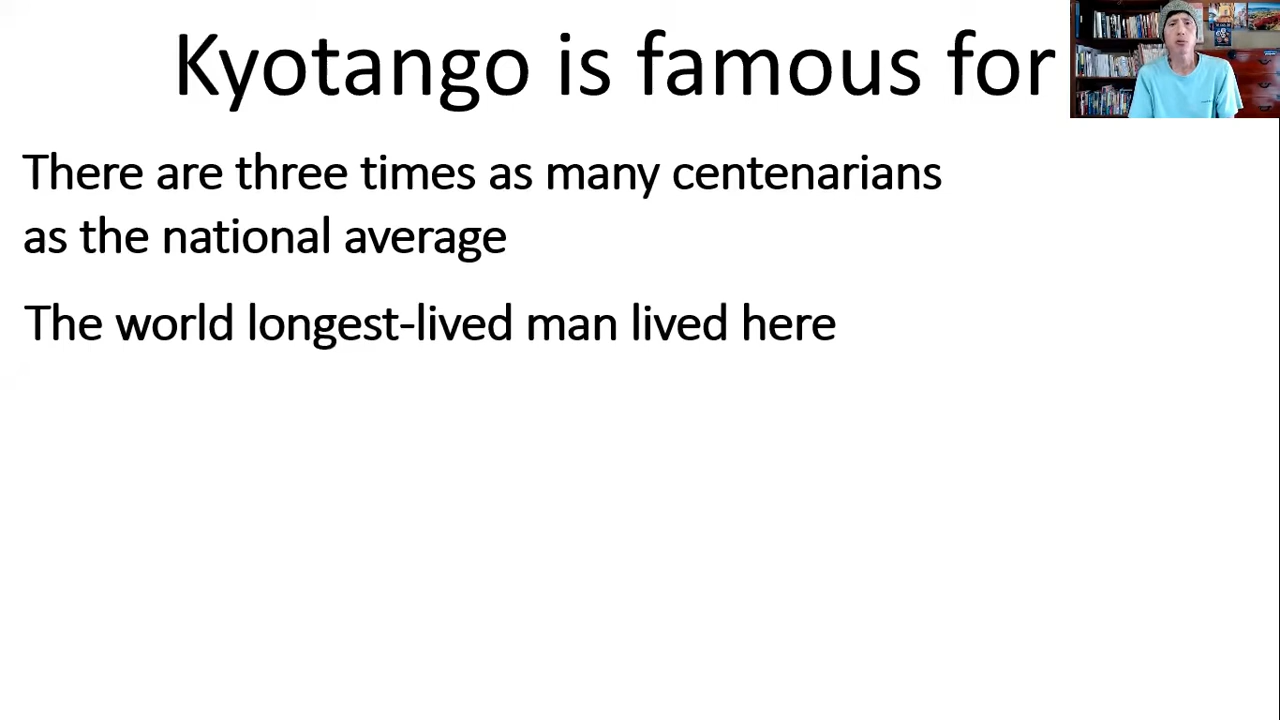 Kyotango is famous for
There are three times as many centenarians
as the national average
The world longest-lived man lived here